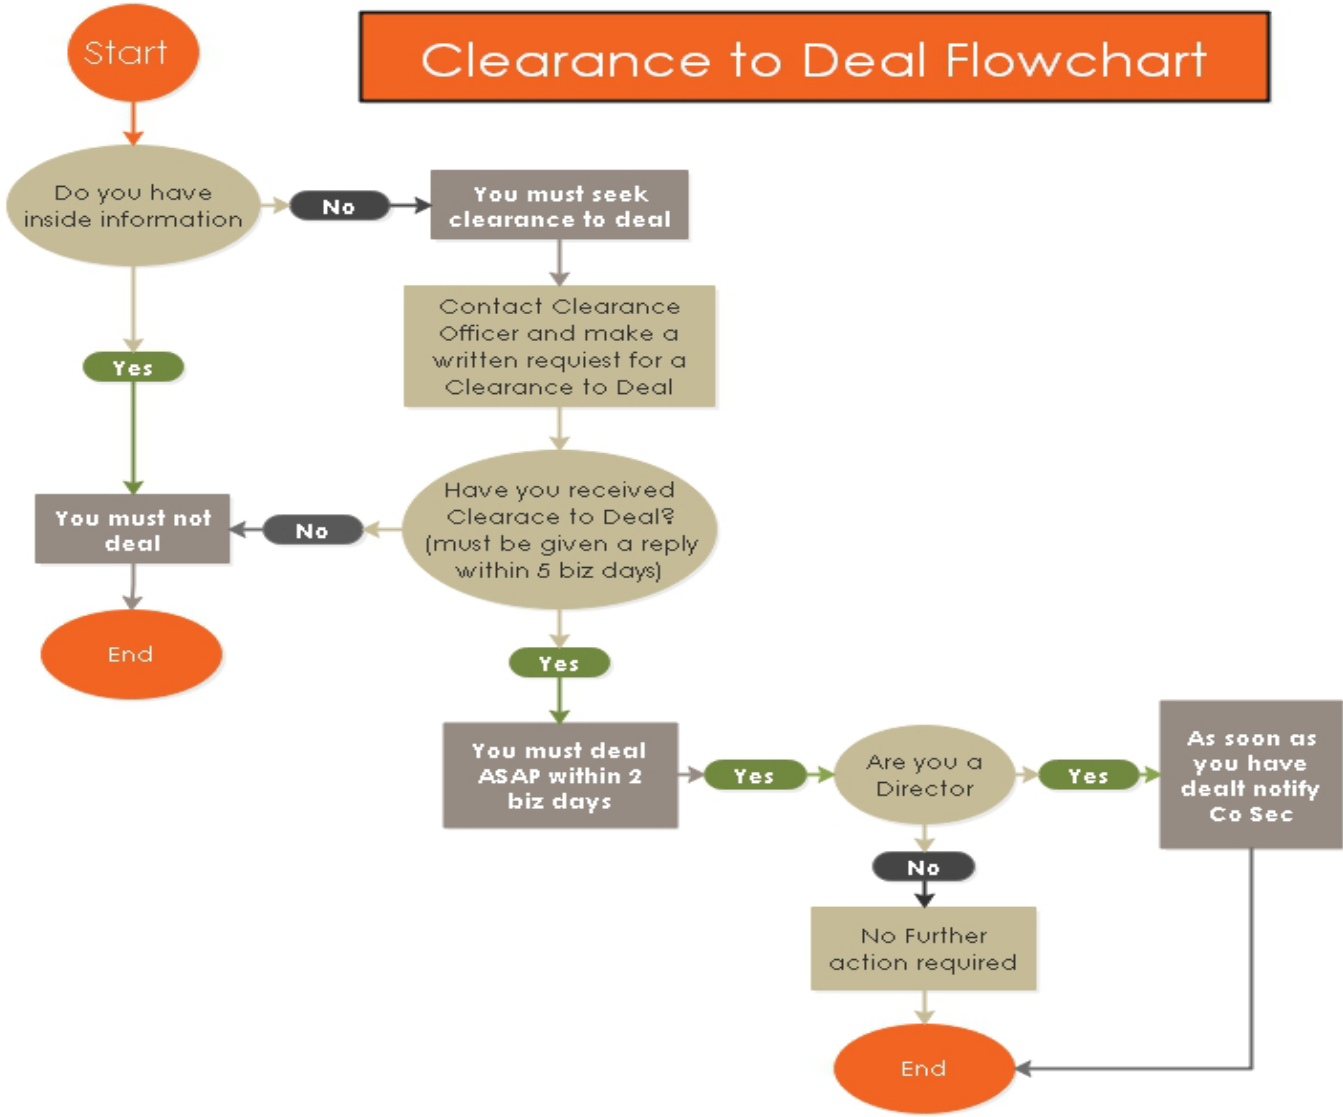 Start
Clearance to Deal Flowchart
Do you have
inside information
No
You must seek
clearance to deal
Contact Clearance
Officer and make a
written requiest for a
Clearance to Deal
Yes
Have you received
Clearace to Deal?
(must be given a reply
within 5 biz days)
No
You must not
deal
End
Yes
You must deal
ASAP within 2
biz days
Yes
Are you a
Director
Yes
As soon as
you have
dealt notify
Co Sec
No
No Further
action required
End